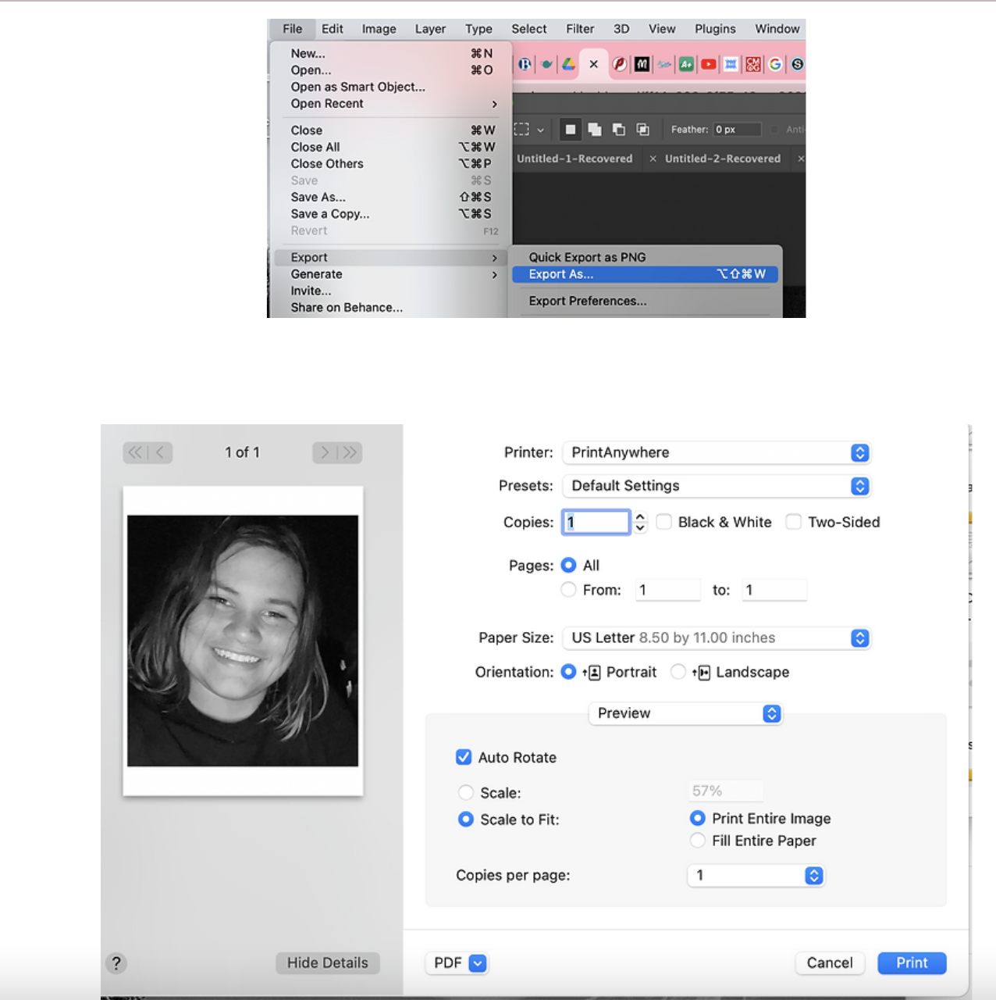 File Edit Image Layer Type Select Filter 3D View Plugins Window
New... ⌘N
Open... ⌘O
Open as Smart Object...
Open Recent >
Close ⌘W
Close All ⌥⌘W
Close Others ⌥⌘P
Save ⌘S
Save As... ⇧⌘S
Save a Copy... ⌥⌘S
Revert F12
Export >
Generate >
Invite...
Share on Behance...
Feather: 0 px Anti
Untitled-1-Recovered × Untitled-2-Recovered ×
Quick Export as PNG
Export As... ⌥⇧⌘W
Export Preferences...
1 of 1
Printer: PrintAnywhere
Presets: Default Settings
Copies: 1 Black & White Two-Sided
Pages: All
From: 1 to: 1
Paper Size: US Letter 8.50 by 11.00 inches
Orientation: Portrait Landscape
Preview
Auto Rotate
Scale: 57%
Scale to Fit: Print Entire Image
Fill Entire Paper
Copies per page: 1
? Hide Details PDF Cancel Print